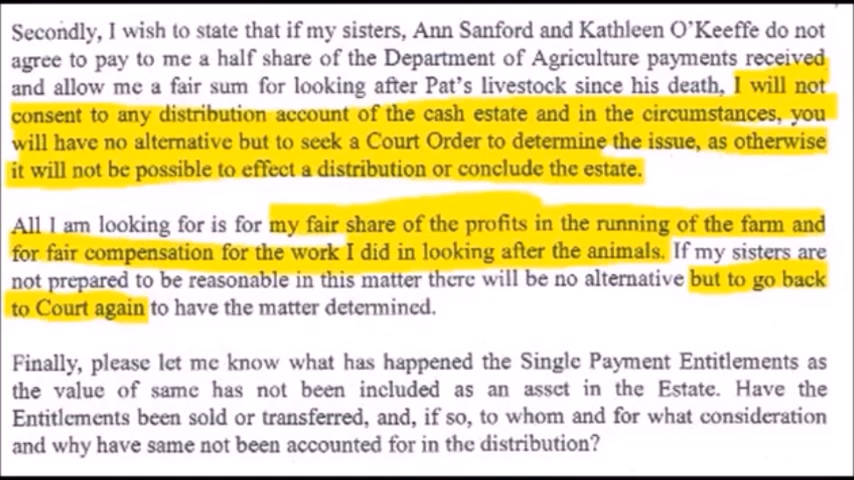 Secondly, I wish to state that if my sisters, Ann Sanford and Kathleen O'Keeffe do not
agree to pay to me a half share of the Department of Agriculture payments received
and allow me a fair sum for looking after Pat's livestock since his death, I will not
consent to any distribution account of the cash estate and in the circumstances, you
will have no alternative but to seek a Court Order to determine the issue, as otherwise
it will not be possible to effect a distribution or conclude the estate.
All I am looking for is for my fair share of the profits in the running of the farm and
for fair compensation for the work I did in looking after the animals. If my sisters are
not prepared to be reasonable in this matter there will be no alternative but to go back
to Court again to have the matter determined.
Finally, please let me know what has happened the Single Payment Entitlements as
the value of same has not been included as an asset in the Estate. Have the
Entitlements been sold or transferred, and, if so, to whom and for what consideration
and why have same not been accounted for in the distribution?